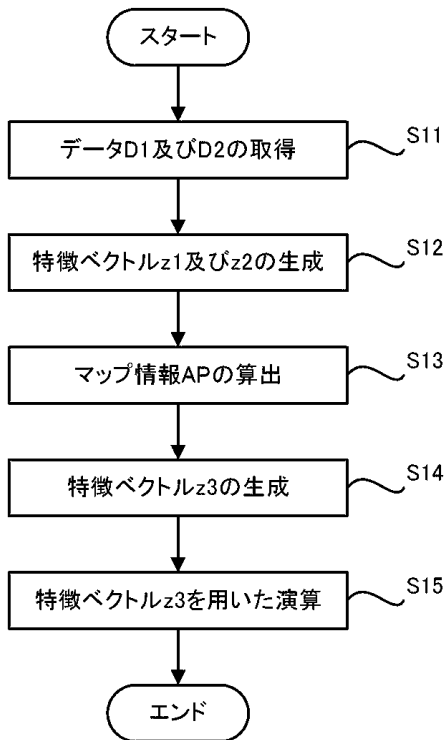 スタート
データD1及びD2の取得
S11
特徴ベクトルz1及びz2の生成
S12
マップ情報APの算出
S13
特徴ベクトルz3の生成
S14
特徴ベクトルz3を用いた演算
S15
エンド